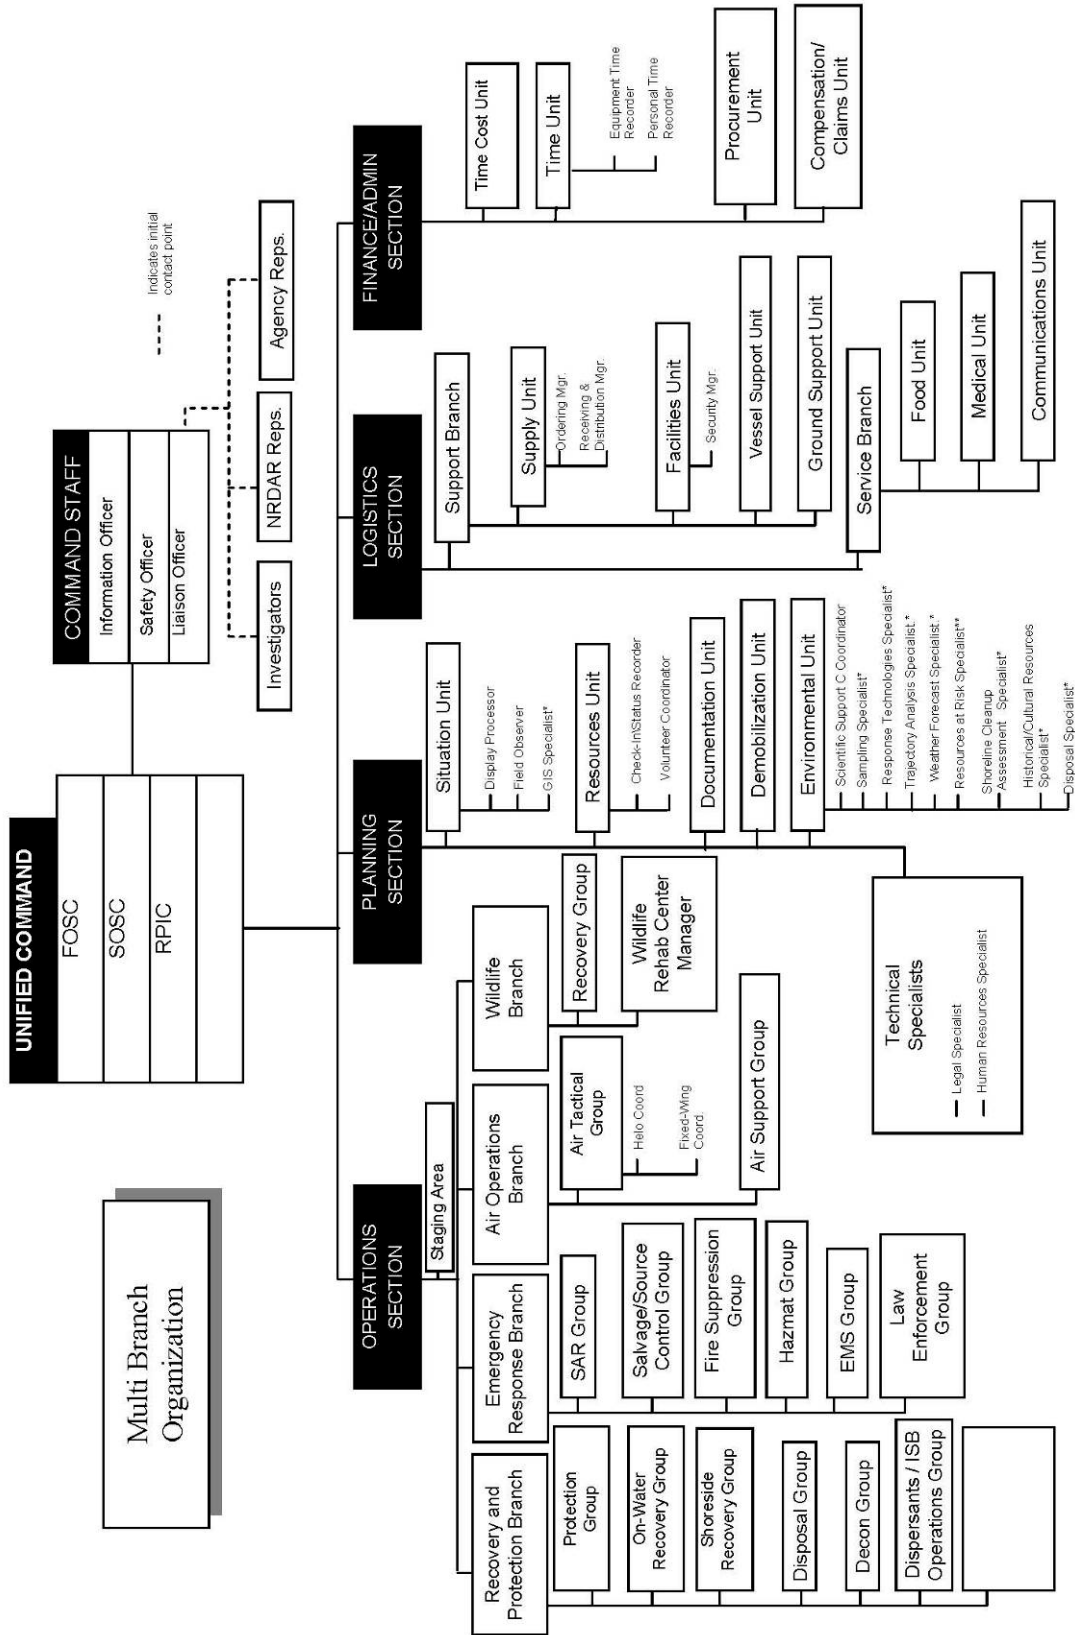 Multi Branch
Organization
UNIFIED COMMAND
FOSC
SOSC
RPIC
COMMAND STAFF
Information Officer
Safety Officer
Liaison Officer
Indicates initial
contact point
Investigators
NRDAR Reps.
Agency Reps.
OPERATIONS
SECTION
Staging Area
Recovery and
Protection Branch
Protection
Group
On-Water
Recovery Group
Shoreside
Recovery Group
Disposal Group
Decon Group
Dispersants / ISB
Operations Group
Emergency
Response Branch
SAR Group
Salvage/Source
Control Group
Fire Suppression
Group
Hazmat Group
EMS Group
Law
Enforcement
Group
Air Operations
Branch
Air Tactical
Group
Helo Coord
Fixed-Wing
Coord.
Air Support Group
Wildlife
Branch
Recovery Group
Wildlife
Rehab Center
Manager
PLANNING
SECTION
Situation Unit
Display Processor
Field Observer
GIS Specialist*
Resources Unit
Check-In\Status Recorder
Volunteer Coordinator
Documentation Unit
Demobilization Unit
Environmental Unit
Scientific Support C Coordinator
Sampling Specialist*
Response Technologies Specialist*
Trajectory Analysis Specialist.*
Weather Forecast Specialist.*
Resources at Risk Specialist**
Shoreline Cleanup
Assessment Specialist*
Historical/Cultural Resources
Specialist*
Disposal Specialist*
Technical
Specialists
Legal Specialist
Human Resources Specialist
LOGISTICS
SECTION
Support Branch
Supply Unit
Ordering Mgr.
Receiving &
Distribution Mgr.
Facilities Unit
Security Mgr.
Vessel Support Unit
Ground Support Unit
Service Branch
Food Unit
Medical Unit
Communications Unit
FINANCE/ADMIN
SECTION
Time Cost Unit
Time Unit
Equipment Time
Recorder
Personal Time
Recorder
Procurement
Unit
Compensation/
Claims Unit